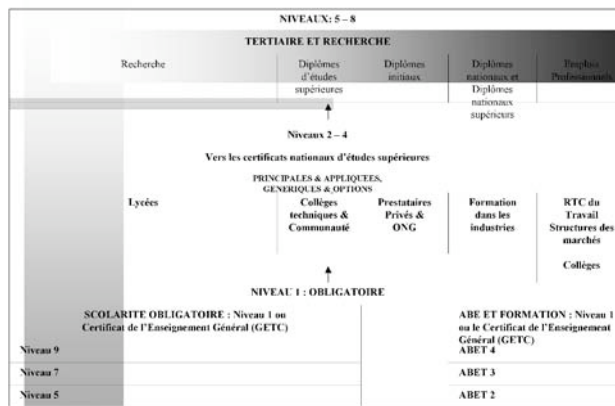 NIVEAUX: 5 – 8
TERTIAIRE ET RECHERCHE
Recherche
Diplômes d'études supérieures
Diplômes initiaux
Diplômes nationaux et Diplômes nationaux supérieurs
Emplois Professionnels
Niveaux 2 – 4
Vers les certificats nationaux d'études supérieures
PRINCIPALES & APPLIQUEES,
GENERIQUES & OPTIONS
Lycées
Collèges techniques & Communauté
Prestataires Privés & ONG
Formation dans les industries
RTC du Travail Structures des marchés
Collèges
NIVEAU 1 : OBLIGATOIRE
SCOLARITE OBLIGATOIRE : Niveau 1 ou
Certificat de l'Enseignement Général (GETC)
ABE ET FORMATION : Niveau 1
ou le Certificat de l'Enseignement
Général (GETC)
Niveau 9
ABET 4
Niveau 7
ABET 3
Niveau 5
ABET 2